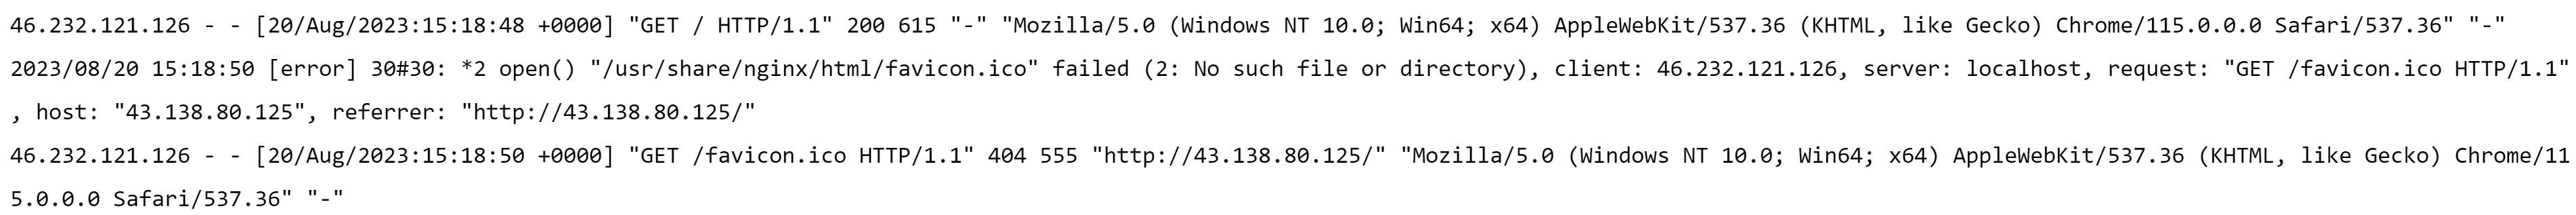 46.232.121.126 - - [20/Aug/2023:15:18:48 +0000] "GET / HTTP/1.1" 200 615 "-" "Mozilla/5.0 (Windows NT 10.0; Win64; x64) AppleWebKit/537.36 (KHTML, like Gecko) Chrome/115.0.0.0 Safari/537.36" "-"
2023/08/20 15:18:50 [error] 30#30: *2 open() "/usr/share/nginx/html/favicon.ico" failed (2: No such file or directory), client: 46.232.121.126, server: localhost, request: "GET /favicon.ico HTTP/1.1"
, host: "43.138.80.125", referrer: "http://43.138.80.125/"
46.232.121.126 - - [20/Aug/2023:15:18:50 +0000] "GET /favicon.ico HTTP/1.1" 404 555 "http://43.138.80.125/" "Mozilla/5.0 (Windows NT 10.0; Win64; x64) AppleWebKit/537.36 (KHTML, like Gecko) Chrome/11
5.0.0.0 Safari/537.36" "-"